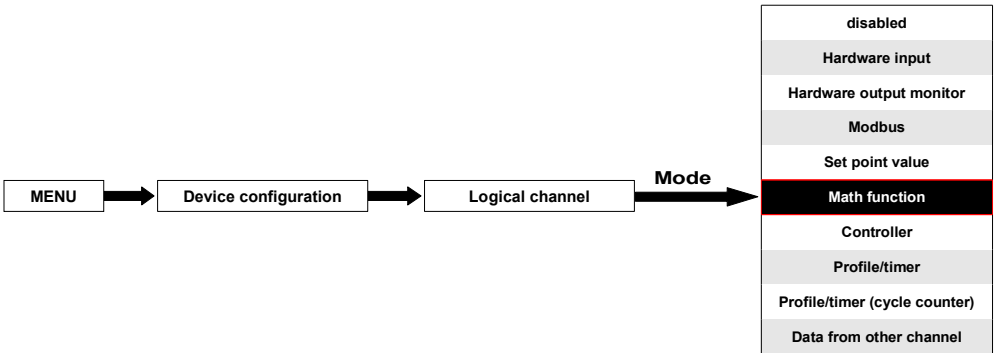 disabled
Hardware input
Hardware output monitor
Modbus
Set point value
MENU
Device configuration
Logical channel
Mode
Math function
Controller
Profile/timer
Profile/timer (cycle counter)
Data from other channel